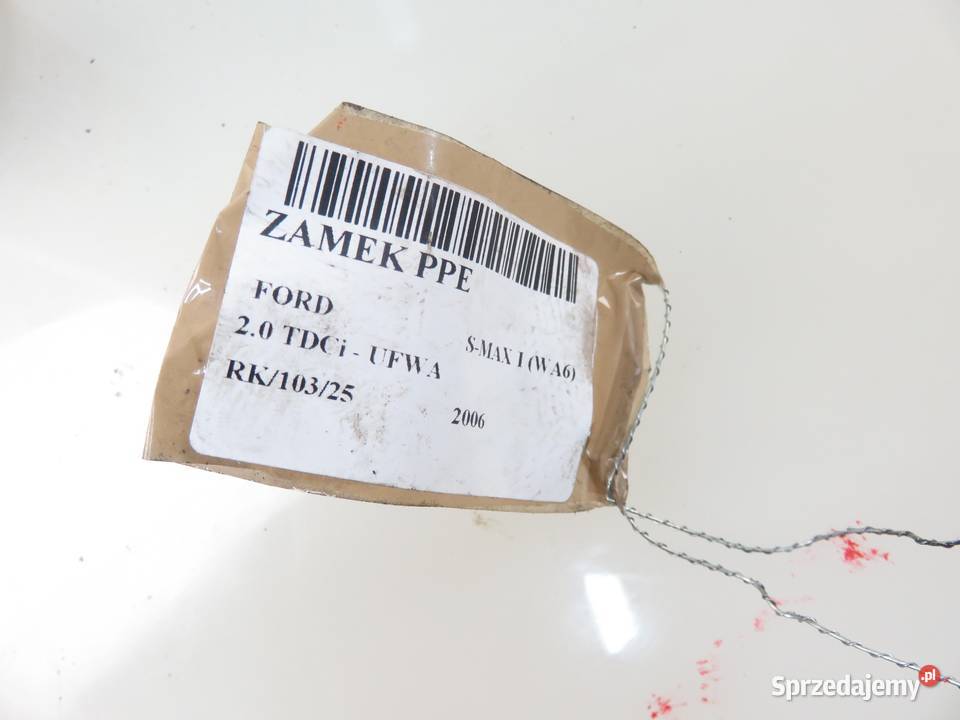 ZAMEK PPE
FORD
S-MAX I (WA6)
2.0 TDCi - UFWA
RK/103/25
2006
Sprzedajemy.pl